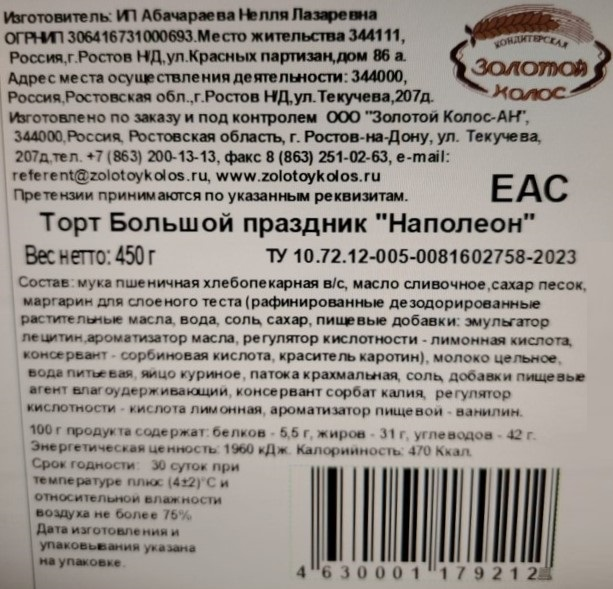 Изготовитель: ИП Абачараева Нелля Лазаревна
ОГРНИП 306416731000693.Место жительства 344111,
Россия,г.Ростов Н/Д,ул.Красных партизан,дом 86 а.
Адрес места осуществления деятельности: 344000,
Россия,Ростовская обл.,г.Ростов Н/Д,ул.Текучева,207д.
КОНДИТЕРСКАЯ
ЗОЛОТОЙ
КОЛОС
Изготовлено по заказу и под контролем ООО "Золотой Колос-АН",
344000,Россия, Ростовская область, г. Ростов-на-Дону, ул. Текучева,
207д,тел. +7 (863) 200-13-13, факс 8 (863) 251-02-63, e-mail:
referent@zolotoykolos.ru, www.zolotoykolos.ru
Претензии принимаются по указанным реквизитам.
ЕАС
Торт Большой праздник "Наполеон"
Вес нетто: 450 г
ТУ 10.72.12-005-0081602758-2023
Состав: мука пшеничная хлебопекарная в/с, масло сливочное,сахар песок,
маргарин для слоеного теста (рафинированные дезодорированные
растительные масла, вода, соль, сахар, пищевые добавки: эмульгатор
лецитин,ароматизатор масла, регулятор кислотности - лимонная кислота,
консервант - сорбиновая кислота, краситель каротин), молоко цельное,
вода питьевая, яйцо куриное, патока крахмальная, соль, добавки пищевые
агент влагоудерживающий, консервант сорбат калия, регулятор
кислотности - кислота лимонная, ароматизатор пищевой - ванилин.
100 г продукта содержат: белков - 5,5 г, жиров - 31 г, углеводов - 42 г.
Энергетическая ценность: 1960 кДж. Калорийность: 470 Ккал.
Срок годности: 30 суток при
температуре плюс (4±2)°С и
относительной влажности
воздуха не более 75%
Дата изготовления и
упаковывания указана
на упаковке.
4 630001 179212